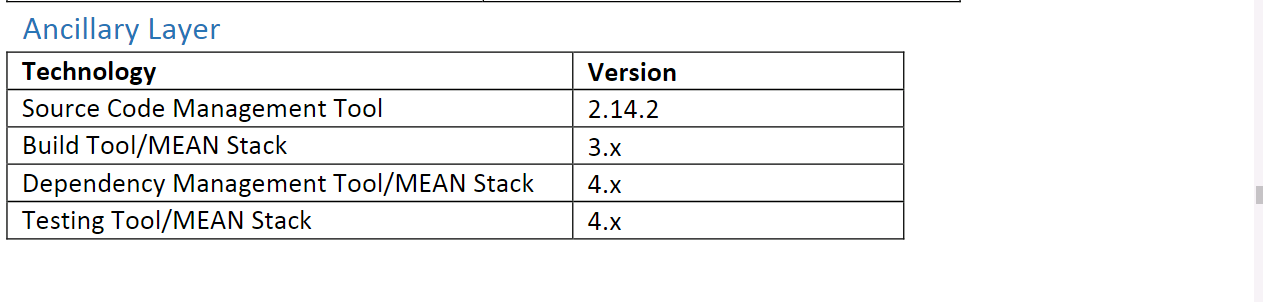 Ancillary Layer
Technology Version
Source Code Management Tool 2.14.2
Build Tool/MEAN Stack 3.x
Dependency Management Tool/MEAN Stack 4.x
Testing Tool/MEAN Stack 4.x